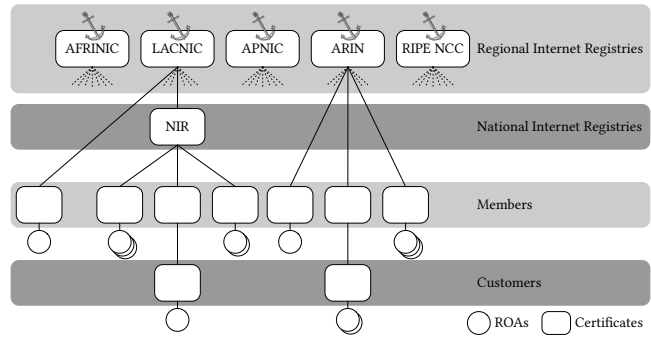 AFRINIC LACNIC APNIC ARIN RIPE NCC Regional Internet Registries
NIR National Internet Registries
Members
Customers
ROAs Certificates